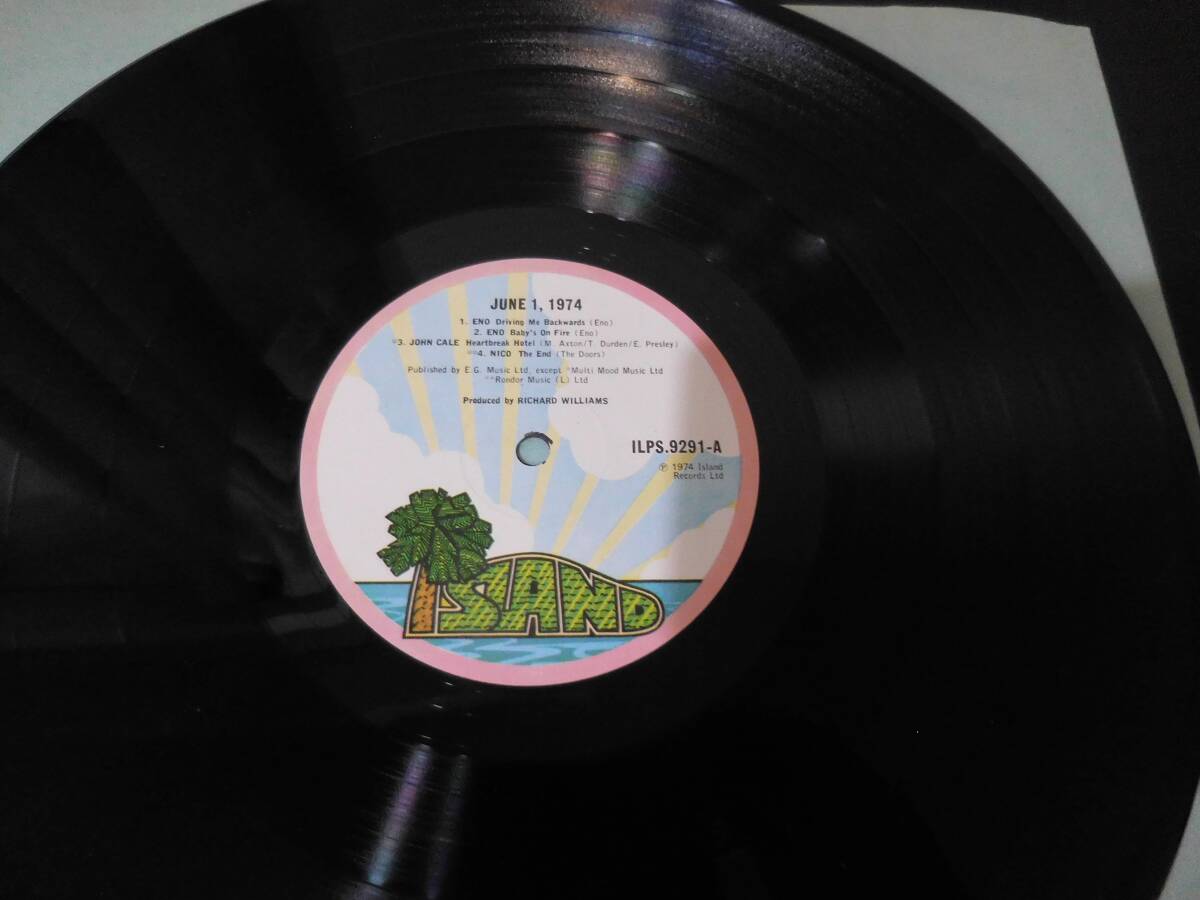 JUNE 1, 1974
1. ENO Driving Me Backwards (Eno)
2. ENO Baby's On Fire (Eno)
*3. JOHN CALE Heartbreak Hotel (M. Axton/T. Durden/E. Presley)
**4. NICO The End (The Doors)
Published by E.G. Music Ltd. except *Multi Mood Music Ltd
**Rondor Music (L) Ltd
Produced by RICHARD WILLIAMS
ILPS.9291-A
℗ 1974 Island
Records Ltd
ISLAND